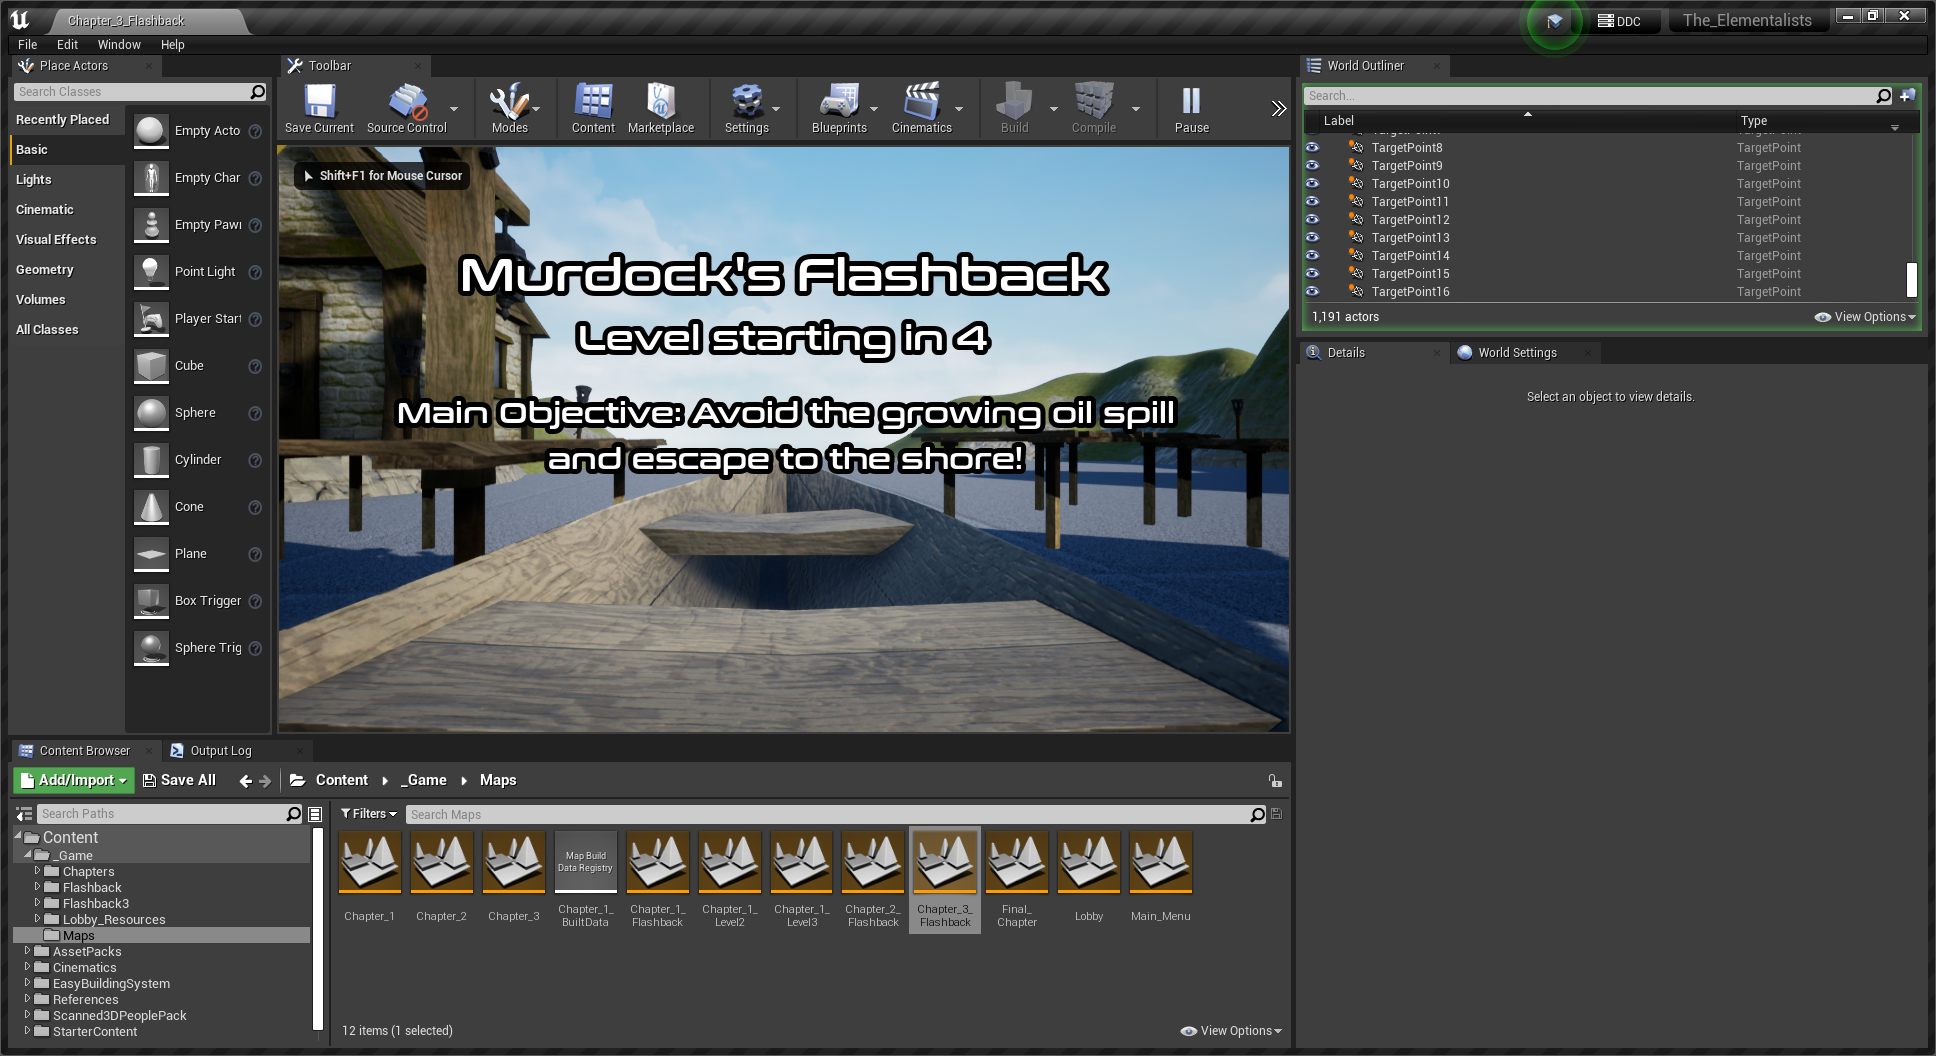 Chapter_3_Flashback
DDC
The_Elementalists
File Edit Window Help
Place Actors
Search Classes
Recently Placed
Basic
Lights
Cinematic
Visual Effects
Geometry
Volumes
All Classes
Empty Acto
Empty Char
Empty Pawn
Point Light
Player Start
Cube
Sphere
Cylinder
Cone
Plane
Box Trigger
Sphere Trig
Toolbar
Save Current
Source Control
Modes
Content
Marketplace
Settings
Blueprints
Cinematics
Build
Compile
Pause
Shift+F1 for Mouse Cursor
Murdock's Flashback
Level starting in 4
Main Objective: Avoid the growing oil spill
and escape to the shore!
World Outliner
Search...
Label Type
TargetPoint8 TargetPoint
TargetPoint9 TargetPoint
TargetPoint10 TargetPoint
TargetPoint11 TargetPoint
TargetPoint12 TargetPoint
TargetPoint13 TargetPoint
TargetPoint14 TargetPoint
TargetPoint15 TargetPoint
TargetPoint16 TargetPoint
1,191 actors
View Options
Details
World Settings
Select an object to view details.
Content Browser
Output Log
Add/Import
Save All
Content
_Game
Maps
Search Paths
Content
_Game
Chapters
Flashback
Flashback3
Lobby_Resources
Maps
AssetPacks
Cinematics
EasyBuildingSystem
References
Scanned3DPeoplePack
StarterContent
Filters
Search Maps
Map Build
Data Registry
Chapter_1
Chapter_2
Chapter_3
Chapter_1_
BuiltData
Chapter_1_
Flashback
Chapter_1_
Level2
Chapter_1_
Level3
Chapter_2_
Flashback
Chapter_3_
Flashback
Final_
Chapter
Lobby
Main_Menu
12 items (1 selected)
View Options